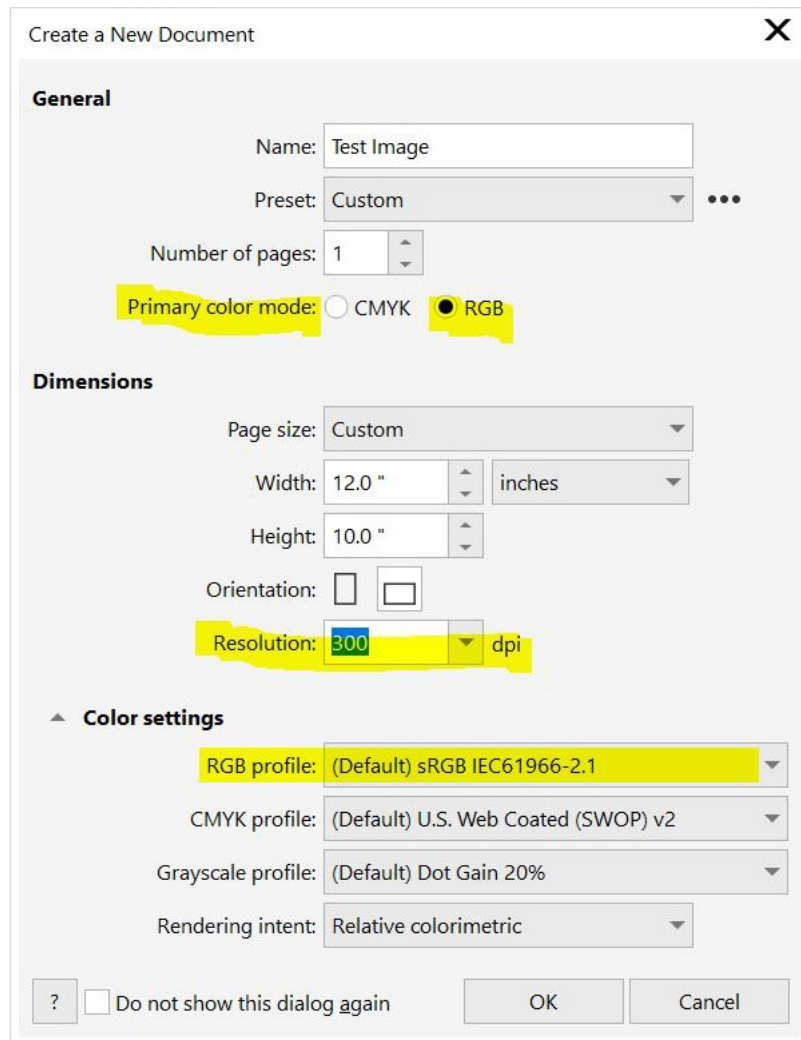 Create a New Document
General
Name: Test Image
Preset: Custom
Number of pages: 1
Primary color mode: CMYK RGB
Dimensions
Page size: Custom
Width: 12.0 " inches
Height: 10.0 "
Orientation:
Resolution: 300 dpi
Color settings
RGB profile: (Default) sRGB IEC61966-2.1
CMYK profile: (Default) U.S. Web Coated (SWOP) v2
Grayscale profile: (Default) Dot Gain 20%
Rendering intent: Relative colorimetric
? Do not show this dialog again OK Cancel